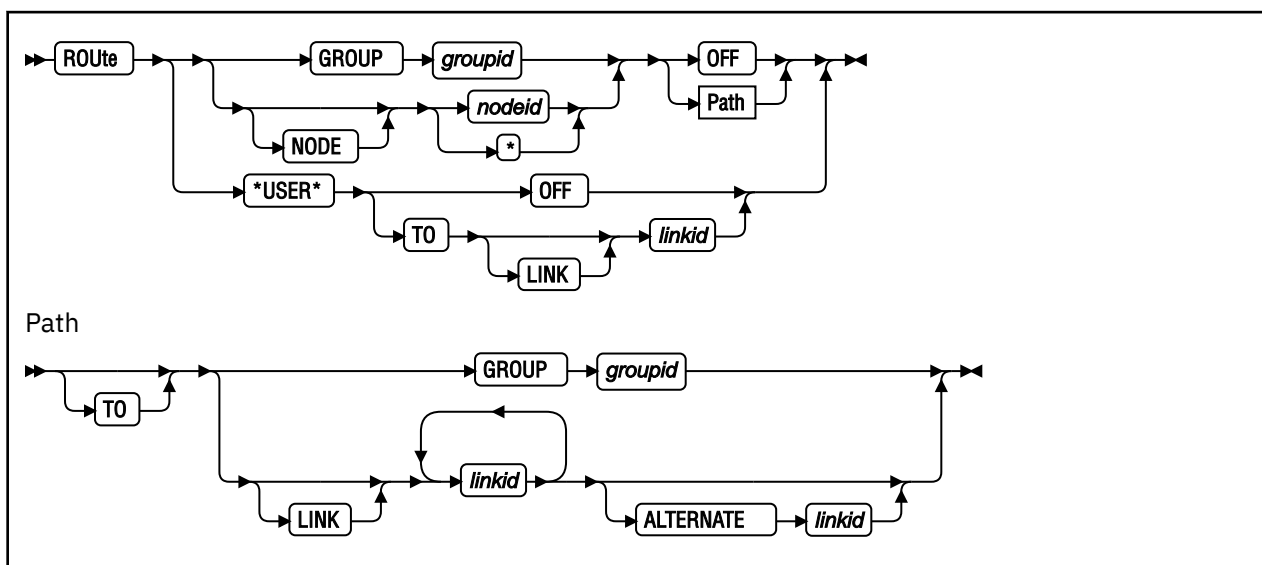 ROUte GROUP groupid OFF
nodeid Path
NODE *
*USER* OFF
TO linkid
LINK
Path
GROUP groupid
TO
linkid
LINK ALTERNATE linkid